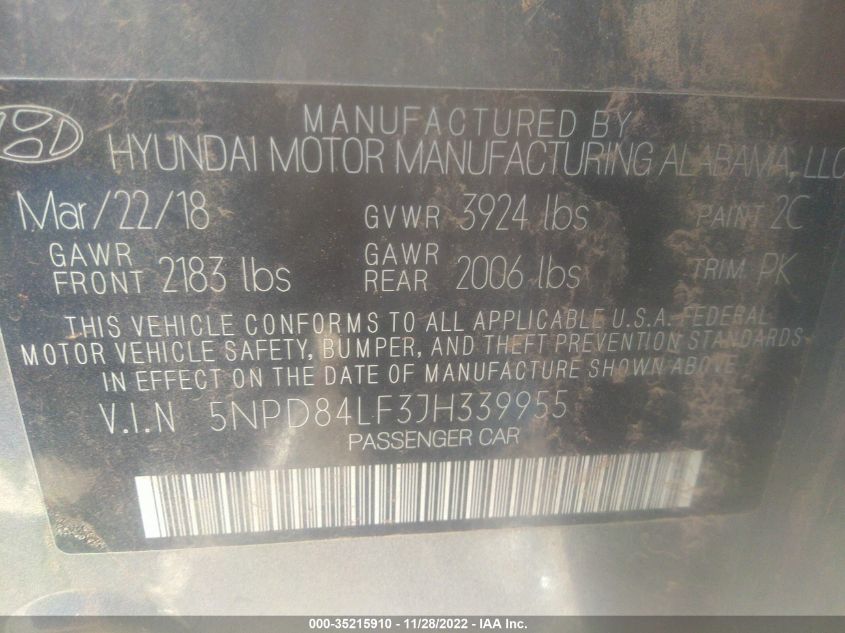 MANUFACTURED BY
HYUNDAI MOTOR MANUFACTURING ALABAMA, LLC
Mar/22/18 GVWR 3924 lbs PAINT 2C
GAWR FRONT 2183 lbs GAWR REAR 2006 lbs TRIM PK
THIS VEHICLE CONFORMS TO ALL APPLICABLE U.S.A. FEDERAL
MOTOR VEHICLE SAFETY, BUMPER, AND THEFT PREVENTION STANDARDS
IN EFFECT ON THE DATE OF MANUFACTURE SHOWN ABOVE.
V.I.N 5NPD84LF3JH339955
PASSENGER CAR
000-35215910 - 11/28/2022 - IAA Inc.